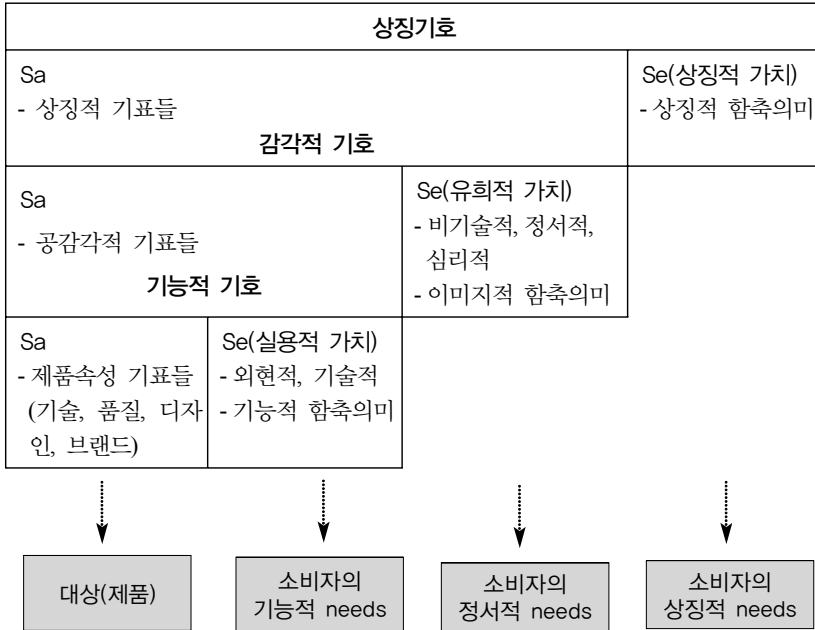 상징기호
Sa
- 상징적 기표들
Se(상징적 가치)
- 상징적 함축의미
감각적 기호
Sa
- 공감각적 기표들
Se(유희적 가치)
- 비기술적, 정서적,
심리적
- 이미지적 함축의미
기능적 기호
Sa
- 제품속성 기표들
(기술, 품질, 디자
인, 브랜드)
Se(실용적 가치)
- 외현적, 기술적
- 기능적 함축의미
대상(제품)
소비자의
기능적 needs
소비자의
정서적 needs
소비자의
상징적 needs